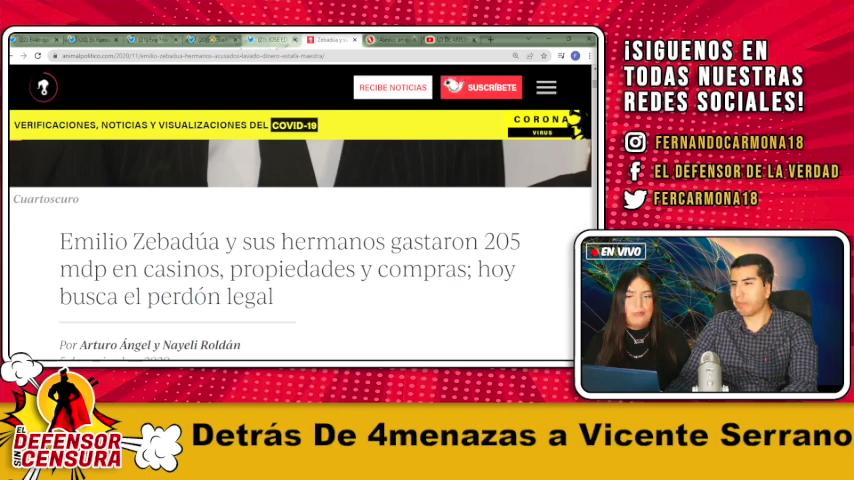 animalpolitico.com/2020/11/emilio-zebadua-hermanos-acusados-lavado-dinero-estafa-maestra/
RECIBE NOTICIAS
SUSCRÍBETE
VERIFICACIONES, NOTICIAS Y VISUALIZACIONES DEL COVID-19
CORONA
VIRUS
Cuartoscuro
Emilio Zebadúa y sus hermanos gastaron 205
mdp en casinos, propiedades y compras; hoy
busca el perdón legal
Por Arturo Ángel y Nayeli Roldán
¡SIGUENOS EN
TODAS NUESTRAS
REDES SOCIALES!
FERNANDOCARMONA18
EL DEFENSOR DE LA VERDAD
FERCARMONA18
EN VIVO
EL
DEFENSOR
SIN
CENSURA
Detrás De 4menazas a Vicente Serrano